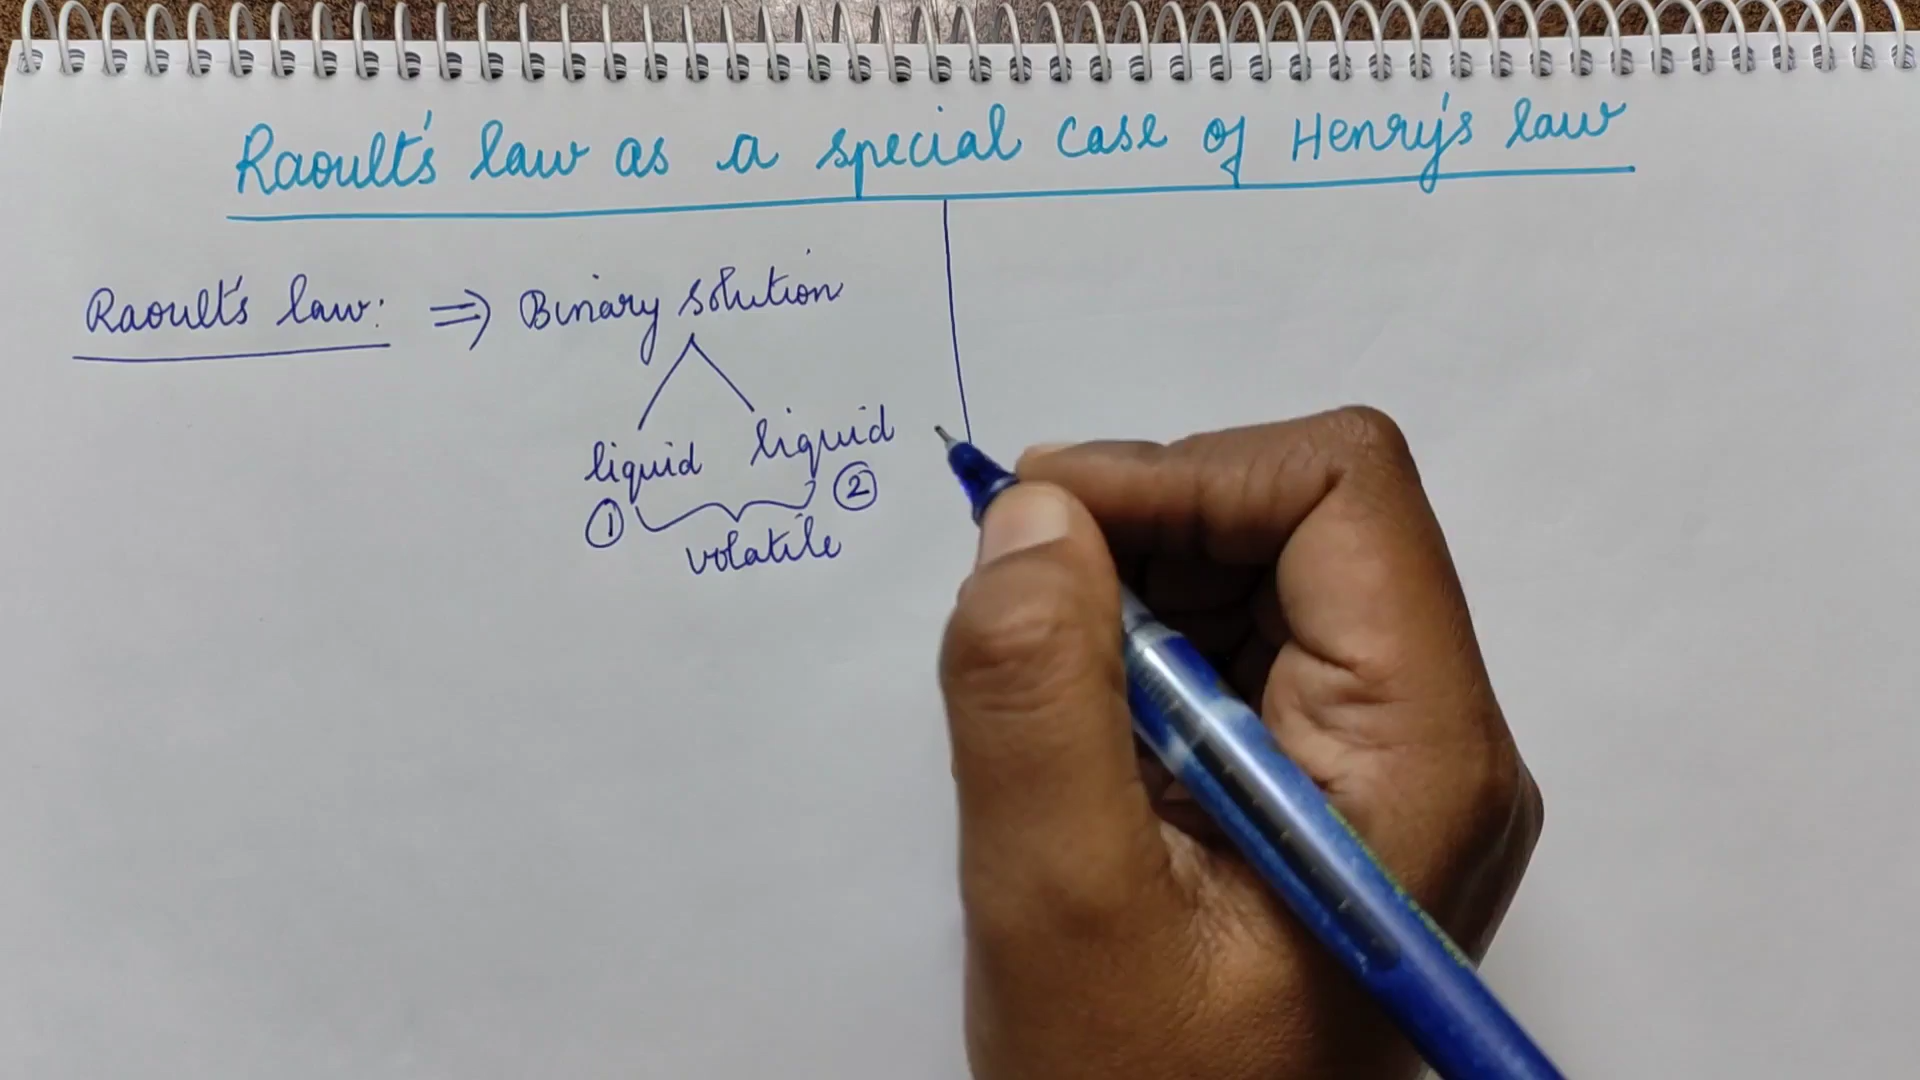 Raoult's law as a special case of Henry's law
Raoult's law: ⇒ Binary solution
liquid liquid
① ②
volatile